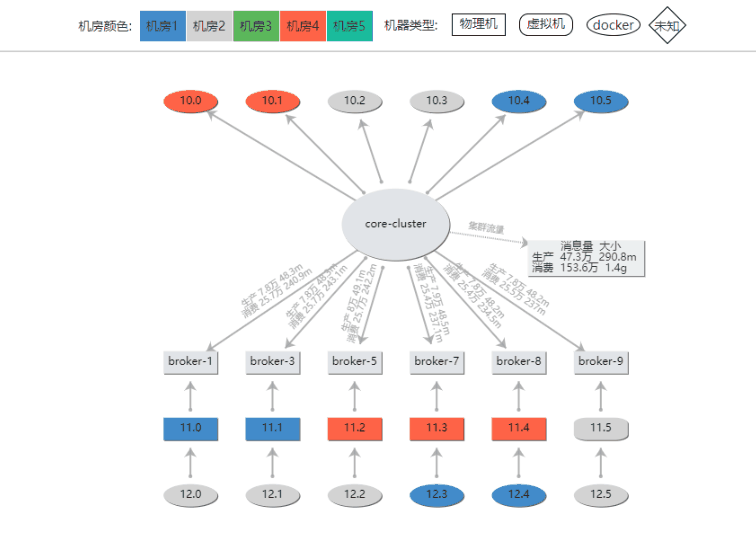 机房颜色: 机房1 机房2 机房3 机房4 机房5 机器类型: 物理机 虚拟机 docker 未知
10.0 10.1 10.2 10.3 10.4 10.5
core-cluster
集群流量
消息量 大小
生产 47.3万 290.8m
消费 153.6万 1.4g
生产 7.8万 48.3m
消费 25.7万 240.9m
生产 7.8万 48.3m
消费 25.7万 243.1m
生产 8万 49.1m
消费 25.7万 242.2m
生产 7.9万 48.5m
消费 25.4万 237.1m
生产 7.8万 48.2m
消费 25.4万 234.5m
生产 7.8万 48.2m
消费 25.5万 237m
broker-1 broker-3 broker-5 broker-7 broker-8 broker-9
11.0 11.1 11.2 11.3 11.4 11.5
12.0 12.1 12.2 12.3 12.4 12.5